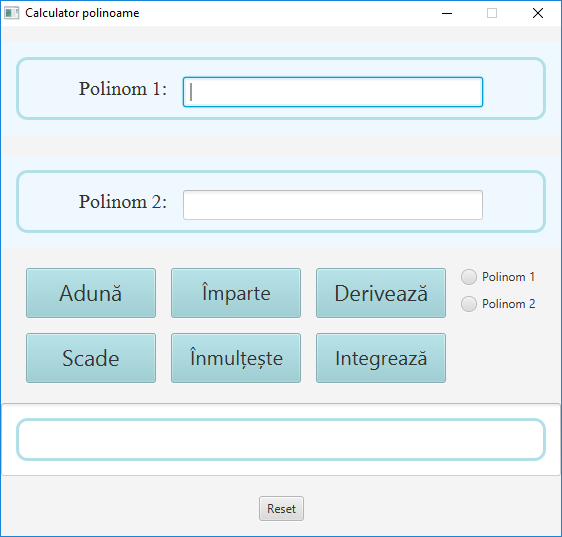 Calculator polinoame
Polinom 1:
Polinom 2:
Adună
Împarte
Derivează
Polinom 1
Polinom 2
Scade
Înmulțește
Integrează
Reset